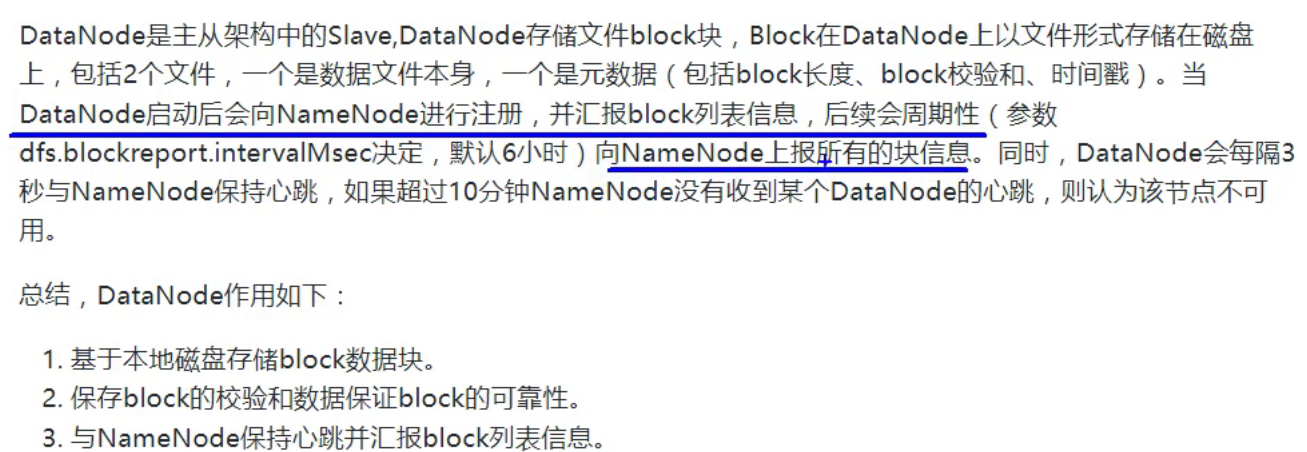 DataNode是主从架构中的Slave,DataNode存储文件block块，Block在DataNode上以文件形式存储在磁盘
上，包括2个文件，一个是数据文件本身，一个是元数据（包括block长度、block校验和、时间戳）。当
DataNode启动后会向NameNode进行注册，并汇报block列表信息，后续会周期性（参数
dfs.blockreport.intervalMsec决定，默认6小时）向NameNode上报所有的块信息。同时，DataNode会每隔3
秒与NameNode保持心跳，如果超过10分钟NameNode没有收到某个DataNode的心跳，则认为该节点不可
用。
总结，DataNode作用如下：
1. 基于本地磁盘存储block数据块。
2. 保存block的校验和数据保证block的可靠性。
3. 与NameNode保持心跳并汇报block列表信息。